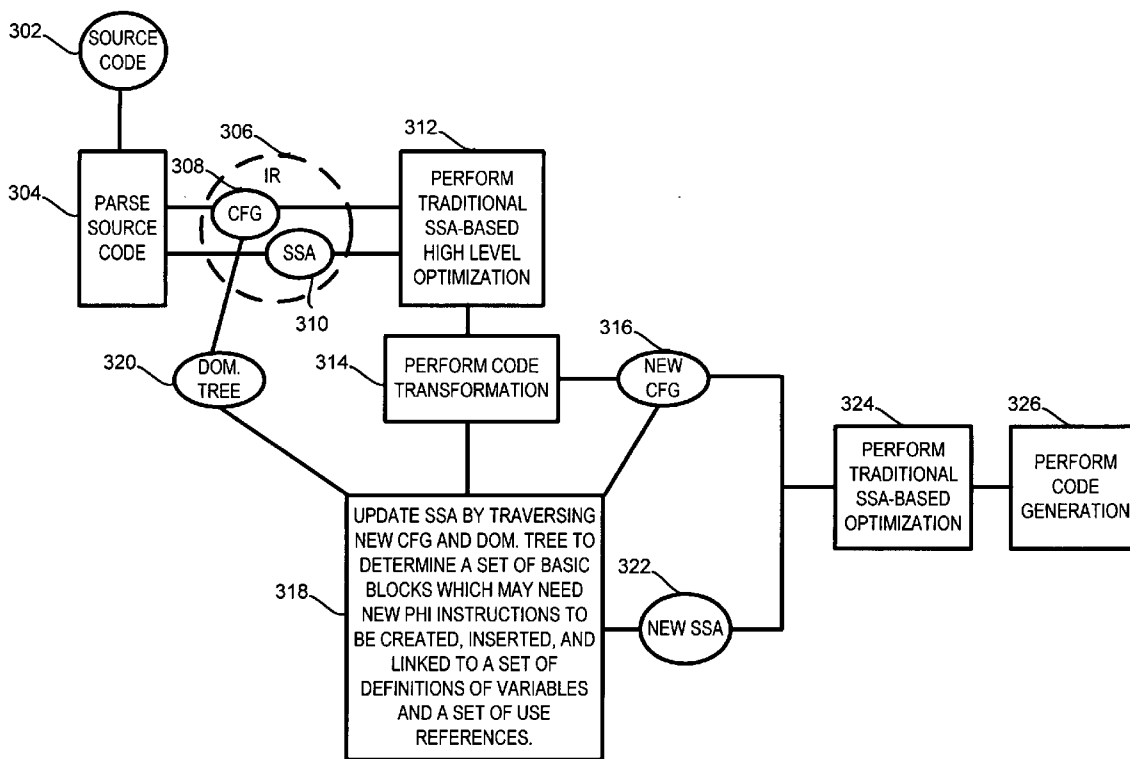 302
SOURCE
CODE
306
312
308
IR
304
PARSE
SOURCE
CODE
CFG
SSA
310
PERFORM
TRADITIONAL
SSA-BASED
HIGH LEVEL
OPTIMIZATION
320
DOM.
TREE
314
PERFORM CODE
TRANSFORMATION
316
NEW
CFG
324
PERFORM
TRADITIONAL
SSA-BASED
OPTIMIZATION
326
PERFORM
CODE
GENERATION
318
UPDATE SSA BY TRAVERSING
NEW CFG AND DOM. TREE TO
DETERMINE A SET OF BASIC
BLOCKS WHICH MAY NEED
NEW PHI INSTRUCTIONS TO
BE CREATED, INSERTED, AND
LINKED TO A SET OF
DEFINITIONS OF VARIABLES
AND A SET OF USE
REFERENCES.
322
NEW SSA